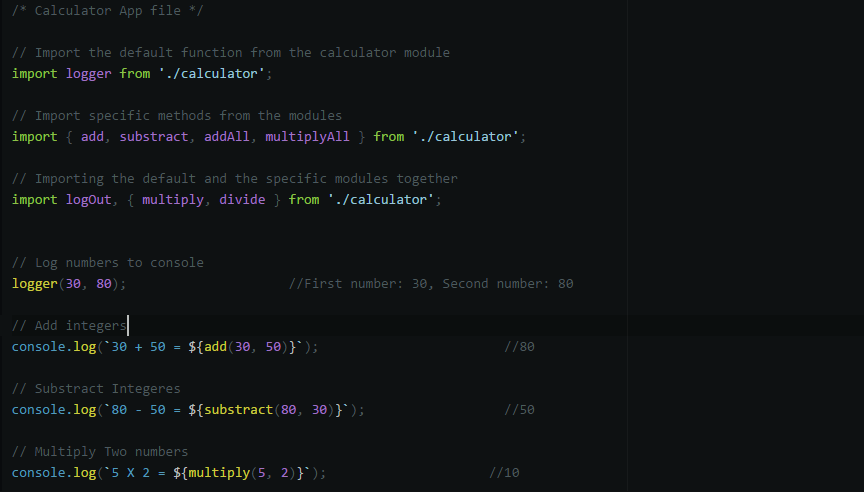 /* Calculator App file */
// Import the default function from the calculator module
import logger from './calculator';
// Import specific methods from the modules
import { add, substract, addAll, multiplyAll } from './calculator';
// Importing the default and the specific modules together
import logOut, { multiply, divide } from './calculator';
// Log numbers to console
logger(30, 80); //First number: 30, Second number: 80
// Add integers
console.log(`30 + 50 = ${add(30, 50)}`); //80
// Substract Integeres
console.log(`80 - 50 = ${substract(80, 30)}`); //50
// Multiply Two numbers
console.log(`5 X 2 = ${multiply(5, 2)}`); //10